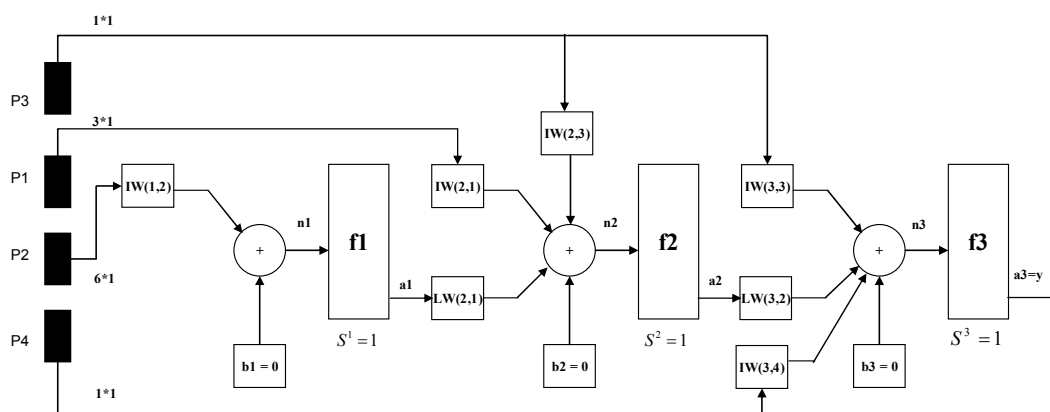 1*1
P3
3*1
IW(2,3)
P1
IW(1,2)
IW(2,1)
IW(3,3)
P2
+
n1
f1
+
n2
f2
+
n3
f3
6*1
a1
LW(2,1)
a2
LW(3,2)
a3=y
P4
S¹ = 1
S² = 1
S³ = 1
b1 = 0
b2 = 0
IW(3,4)
b3 = 0
1*1